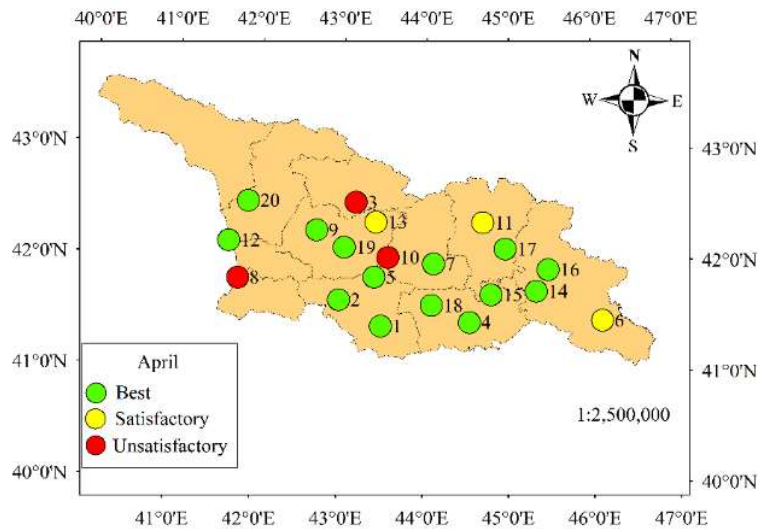 40°0'E 42°0'E 43°0'E 44°0'E 45°0'E 46°0'E 47°0'E
N
W E
S
43°0'N 43°0'N
3
20
13 11
9
12 19 17
42°0'N 10 42°0'N
7 16
8 5
14
15
2 18
6
1 4
41°0'N 41°0'N
April
Best
Satisfactory
Unsatisfactory
1:2,500,000
40°0'N 40°0'N
41°0'E 42°0'E 43°0'E 44°0'E 45°0'E 46°0'E 47°0'E